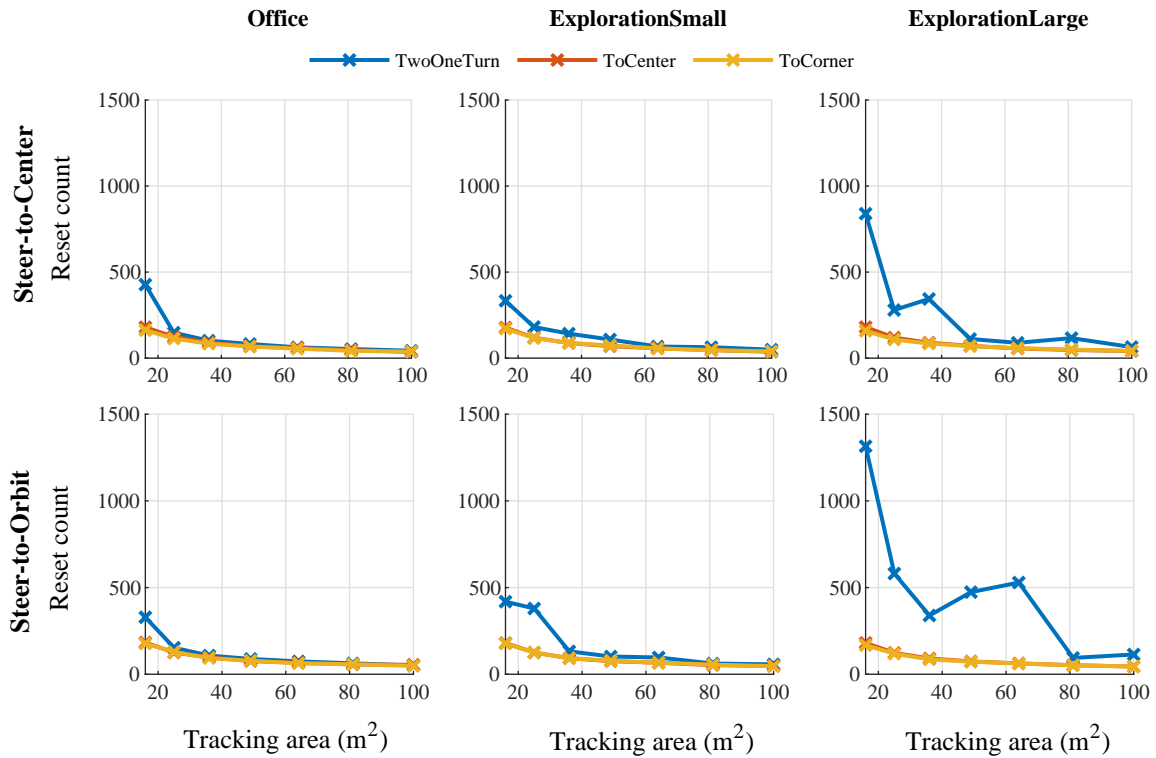 Office ExplorationSmall ExplorationLarge
TwoOneTurn ToCenter ToCorner
Steer-to-Center
Reset count
1500
1000
500
0
20 40 60 80 100
1500
1000
500
0
20 40 60 80 100
1500
1000
500
0
20 40 60 80 100
Steer-to-Orbit
Reset count
1500
1000
500
0
20 40 60 80 100
Tracking area (m²)
1500
1000
500
0
20 40 60 80 100
Tracking area (m²)
1500
1000
500
0
20 40 60 80 100
Tracking area (m²)